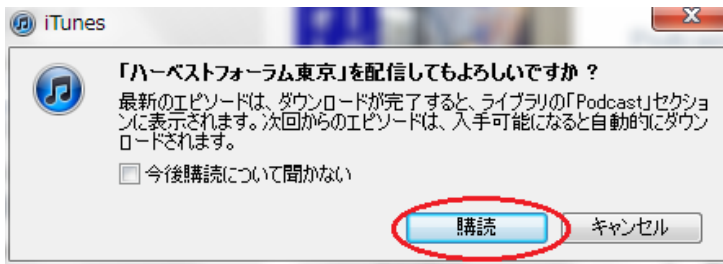 iTunes
「ハーベストフォーラム東京」を配信してもよろしいですか？
最新のエピソードは、ダウンロードが完了すると、ライブラリの「Podcast」セクショ
ンに表示されます。次回からのエピソードは、入手可能になると自動的にダウン
ロードされます。
今後購読について聞かない
購読
キャンセル